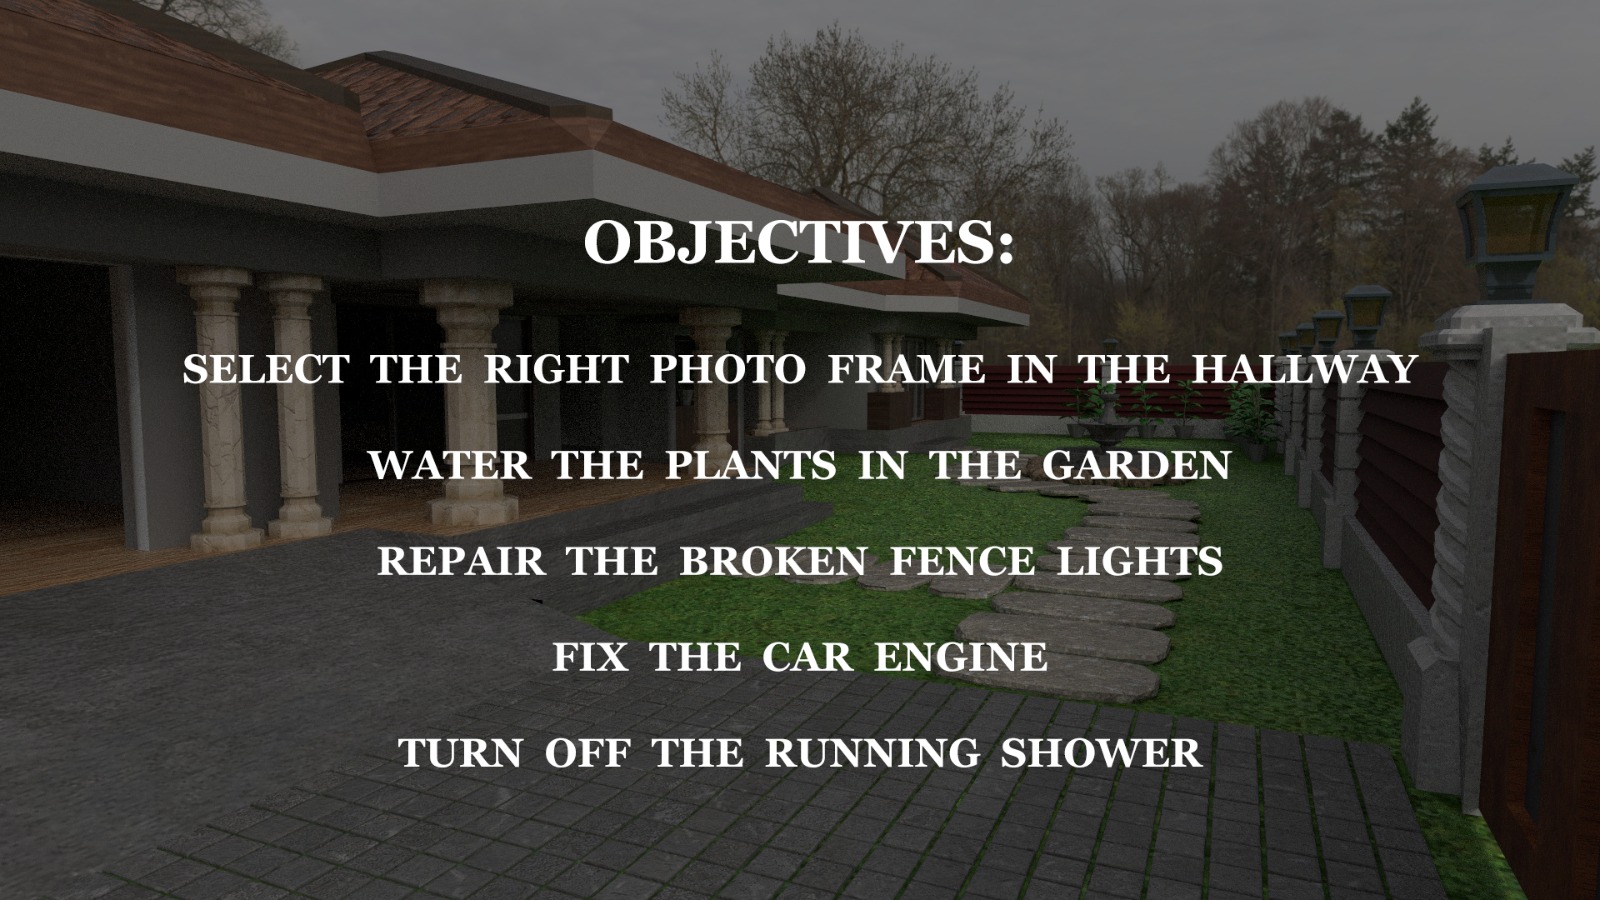 OBJECTIVES:
SELECT THE RIGHT PHOTO FRAME IN THE HALLWAY
WATER THE PLANTS IN THE GARDEN
REPAIR THE BROKEN FENCE LIGHTS
FIX THE CAR ENGINE
TURN OFF THE RUNNING SHOWER